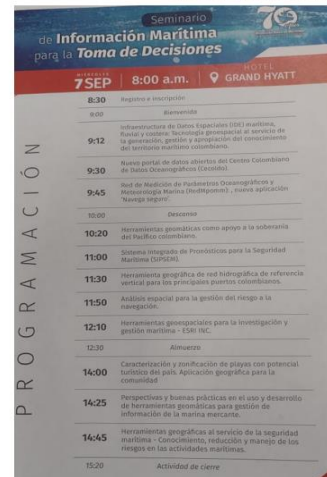 Seminario
de Información Marítima
para la Toma de Decisiones
70
MIÉRCOLES
7SEP
8:00 a.m.
HOTEL
GRAND HYATT
PROGRAMACIÓN
8:30 Registro e inscripción
9:00 Bienvenida
9:12 Infraestructura de Datos Espaciales (IDE) marítima,
fluvial y costera: Tecnología geoespacial al servicio de
la generación, gestión y apropiación del conocimiento
del territorio marítimo colombiano.
9:30 Nuevo portal de datos abiertos del Centro Colombiano
de Datos Oceanográficos (Cecoldo).
9:45 Red de Medición de Parámetros Oceanográficos y
Meteorología Marina (RedMpomm), nueva aplicación
'Navega seguro'.
10:00 Descanso
10:20 Herramientas geomáticas como apoyo a la soberanía
del Pacífico colombiano.
11:00 Sistema Integrado de Pronósticos para la Seguridad
Marítima (SIPSEM).
11:30 Herramienta geográfica de red hidrográfica de referencia
vertical para los principales puertos colombianos.
11:50 Análisis espacial para la gestión del riesgo a la
navegación.
12:10 Herramientas geoespaciales para la investigación y
gestión marítima - ESRI INC.
12:30 Almuerzo
14:00 Caracterización y zonificación de playas con potencial
turístico del país. Aplicación geográfica para la
comunidad
14:25 Perspectivas y buenas prácticas en el uso y desarrollo
de herramientas geomáticas para gestión de
información de la marina mercante.
14:45 Herramientas geográficas al servicio de la seguridad
marítima - Conocimiento, reducción y manejo de los
riesgos en las actividades marítimas.
15:20 Actividad de cierre